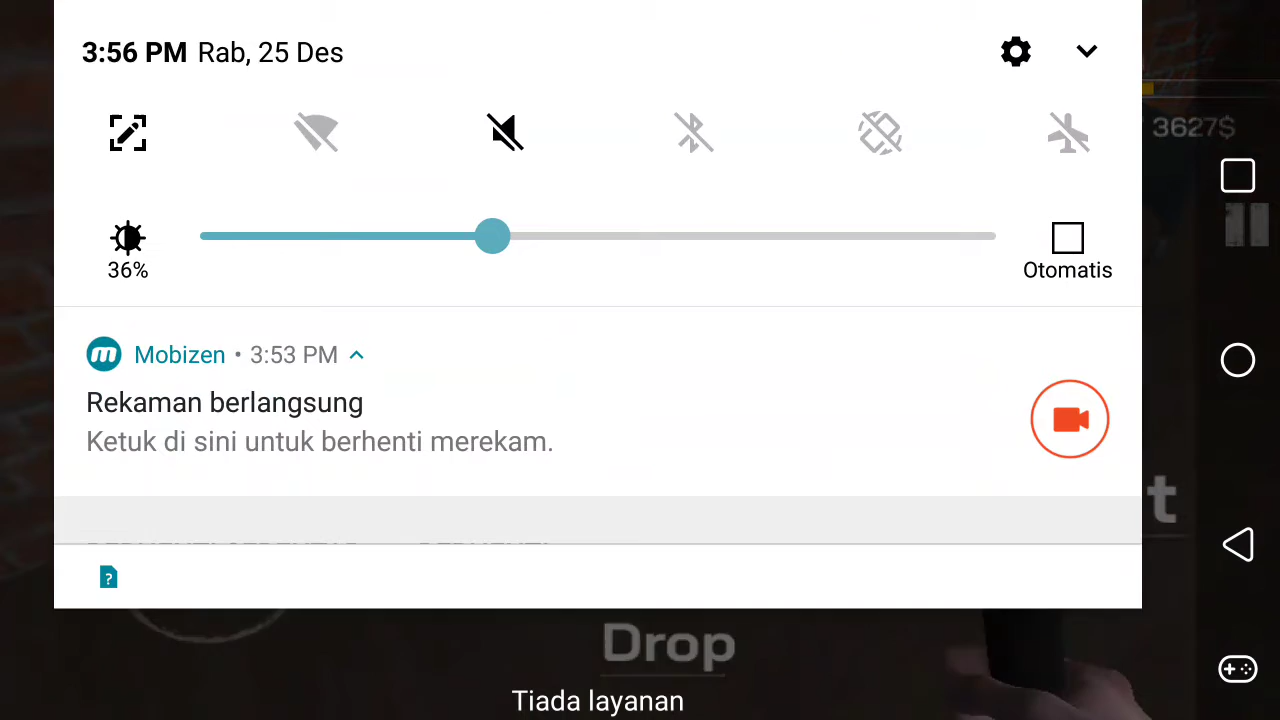 3:56 PM Rab, 25 Des
3627$
36%
Otomatis
Mobizen • 3:53 PM
Rekaman berlangsung
Ketuk di sini untuk berhenti merekam.
t
?
Drop
Tiada layanan